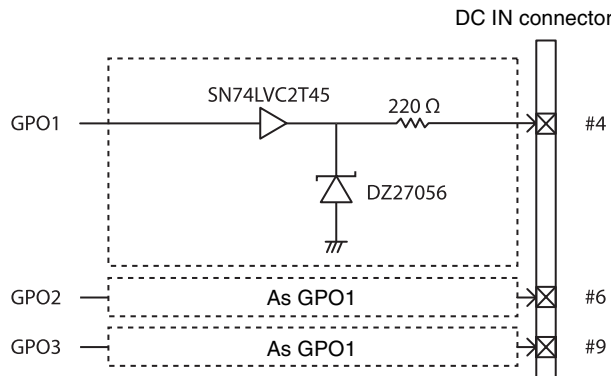 DC IN connector
SN74LVC2T45
220 Ω
GPO1
#4
DZ27056
GPO2
As GPO1
#6
GPO3
As GPO1
#9